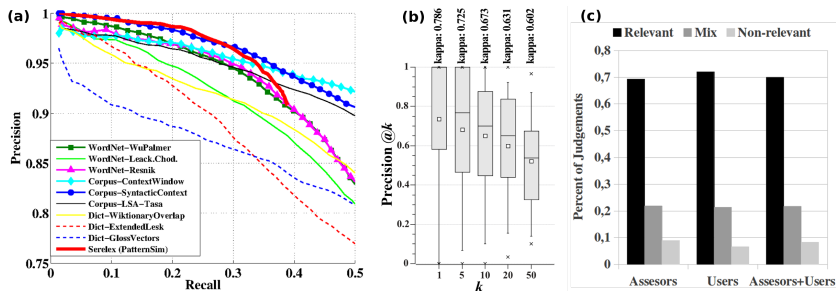 (a)
1
0.95
0.9
0.85
0.8
0.75
Precision
WordNet-WuPalmer
WordNet-Leack.Chod.
WordNet-Resnik
Corpus-ContextWindow
Corpus-SyntacticContext
Corpus-LSA-Tasa
Dict-WiktionaryOverlap
Dict-ExtendedLesk
Dict-GlossVectors
Serelex (PatternSim)
0 0.1 0.2 0.3 0.4 0.5
Recall
(b)
kappa: 0.786
kappa: 0.725
kappa: 0.673
kappa: 0.631
kappa: 0.602
1.0
0.8
0.6
0.4
0.2
0.0
Precision @k
1 5 10 20 50
k
(c)
Relevant Mix Non-relevant
0,8
0,7
0,6
0,5
0,4
0,3
0,2
0,1
0
Percent of Judgements
Assesors Users Assesors+Users